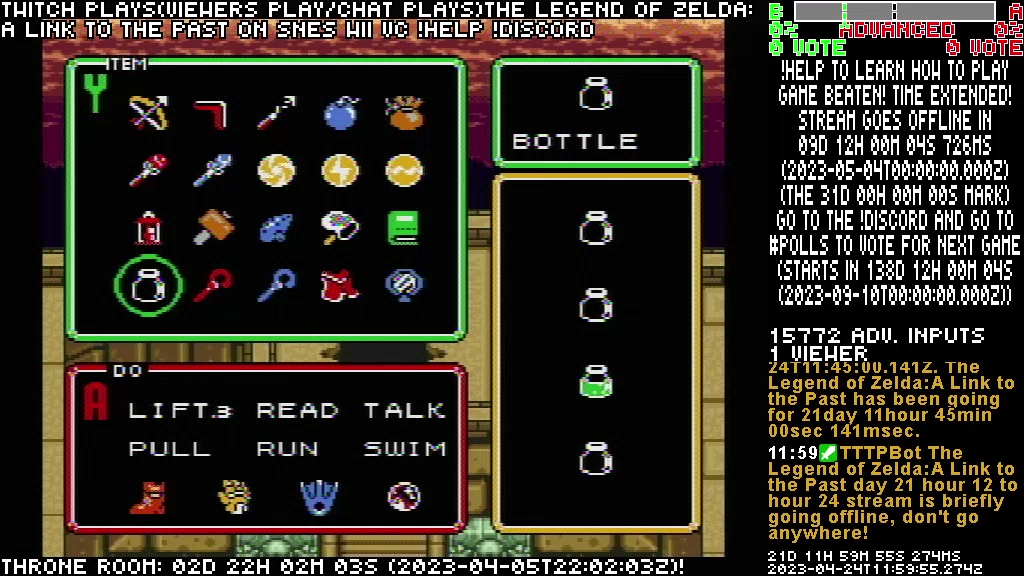 TWITCH PLAYS(VIEWERS PLAY/CHAT PLAYS)THE LEGEND OF ZELDA:
A LINK TO THE PAST ON SNES WII VC !HELP !DISCORD
B A
0% ADVANCED 0%
0 VOTE 0 VOTE
!HELP TO LEARN HOW TO PLAY
GAME BEATEN! TIME EXTENDED!
STREAM GOES OFFLINE IN
09D 12H 00M 04S 726MS
(2023-05-04T00:00:00.000Z)
(THE 31D 00H 00M 00S MARK)
GO TO THE !DISCORD AND GO TO
#POLLS TO VOTE FOR NEXT GAME
(STARTS IN 138D 12H 00M 04S
(2023-09-10T00:00:00.000Z))
ITEM
Y
BOTTLE
DO
A
LIFT.3 READ TALK
PULL RUN SWIM
15772 ADV. INPUTS
1 VIEWER
24T11:45:00.141Z. The
Legend of Zelda:A Link to
the Past has been going
for 21day 11hour 45min
00sec 141msec.
11:59 TTTPBot The
Legend of Zelda:A Link to
the Past day 21 hour 12 to
hour 24 stream is briefly
going offline, don't go
anywhere!
21D 11H 59M 55S 274MS
2023-04-24T11:59:55.274Z
THRONE ROOM: 02D 22H 02M 03S (2023-04-05T22:02:03Z)!